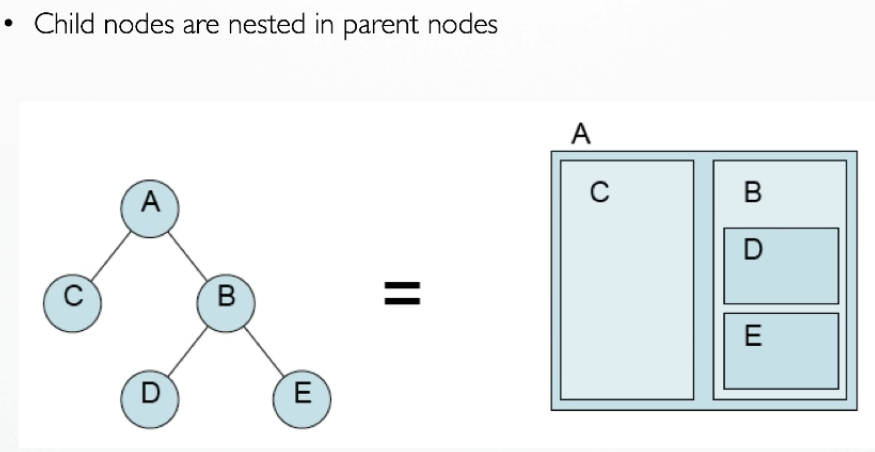 • Child nodes are nested in parent nodes
A
C
B
D
E
=
A
C
B
D
E